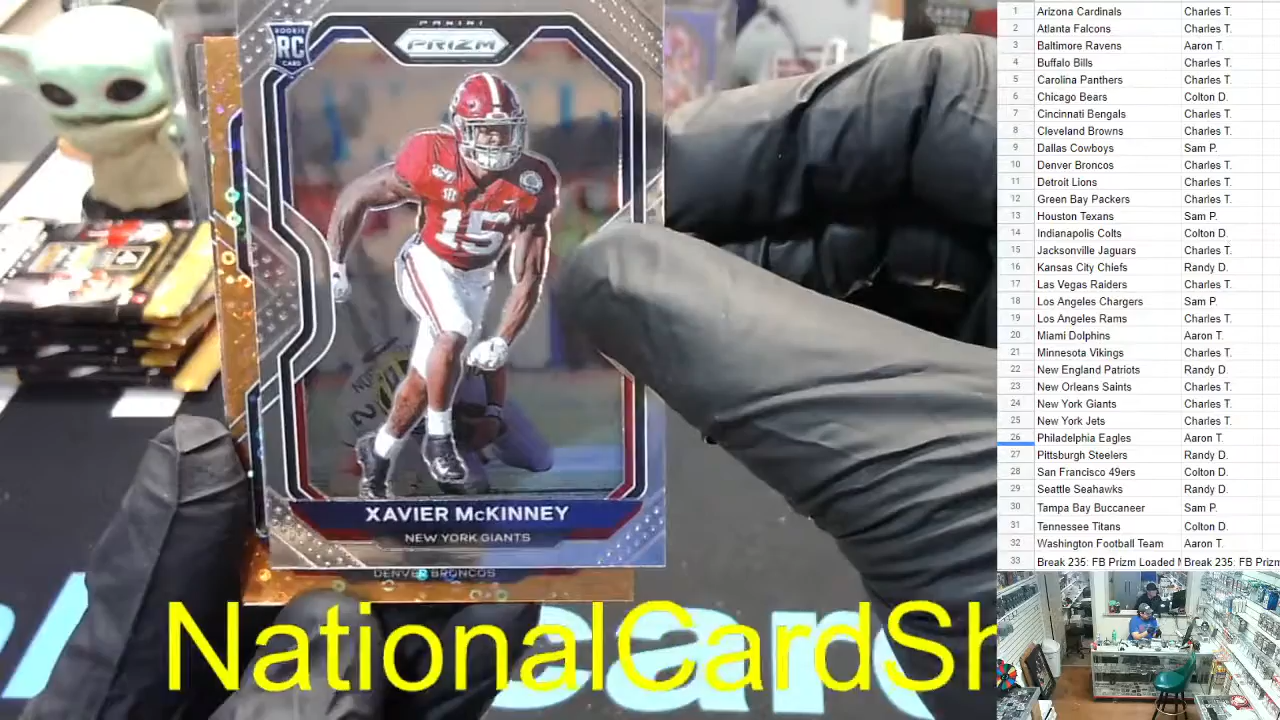 PANINI
PRIZM
ROOKIE
RC
CARD
15
XAVIER McKINNEY
NEW YORK GIANTS
DENVER BRONCOS
NationalCardSh
1 Arizona Cardinals Charles T.
2 Atlanta Falcons Charles T.
3 Baltimore Ravens Aaron T.
4 Buffalo Bills Charles T.
5 Carolina Panthers Charles T.
6 Chicago Bears Colton D.
7 Cincinnati Bengals Charles T.
8 Cleveland Browns Charles T.
9 Dallas Cowboys Sam P.
10 Denver Broncos Charles T.
11 Detroit Lions Charles T.
12 Green Bay Packers Charles T.
13 Houston Texans Sam P.
14 Indianapolis Colts Colton D.
15 Jacksonville Jaguars Charles T.
16 Kansas City Chiefs Randy D.
17 Las Vegas Raiders Charles T.
18 Los Angeles Chargers Sam P.
19 Los Angeles Rams Charles T.
20 Miami Dolphins Aaron T.
21 Minnesota Vikings Charles T.
22 New England Patriots Randy D.
23 New Orleans Saints Charles T.
24 New York Giants Charles T.
25 New York Jets Charles T.
26 Philadelphia Eagles Aaron T.
27 Pittsburgh Steelers Randy D.
28 San Francisco 49ers Colton D.
29 Seattle Seahawks Randy D.
30 Tampa Bay Buccaneer Sam P.
31 Tennessee Titans Colton D.
32 Washington Football Team Aaron T.
33 Break 235: FB Prizm Loaded Break 235: FB Prizm